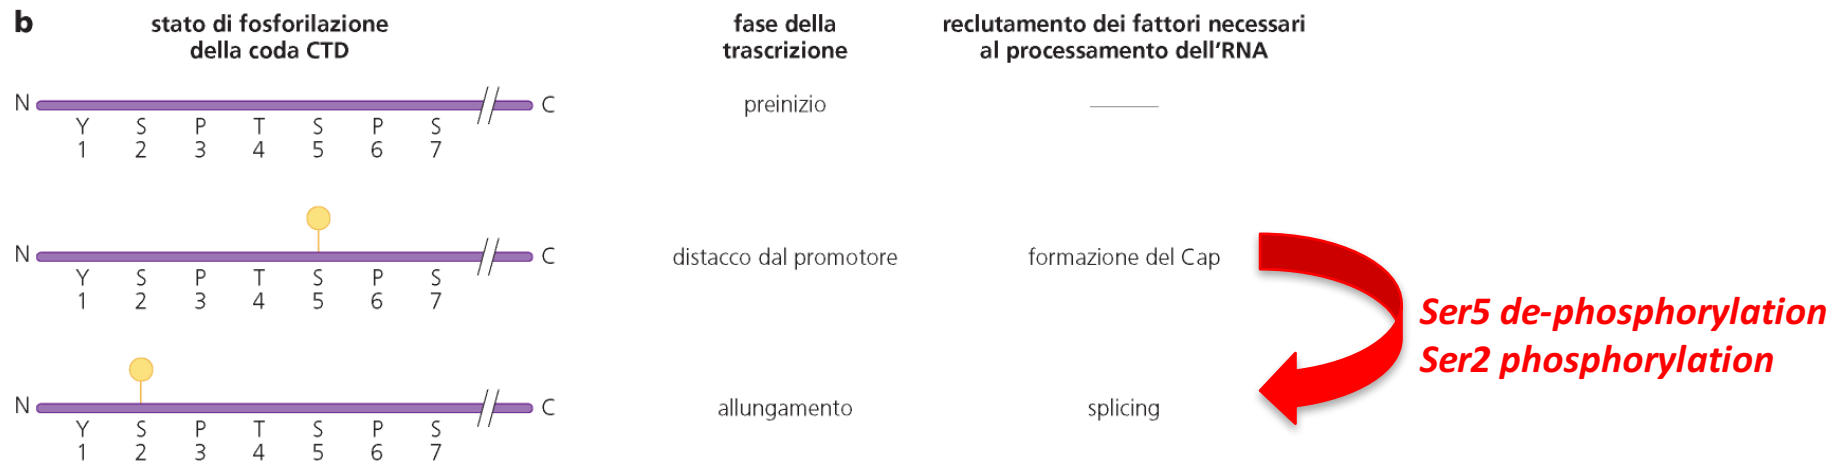 b
stato di fosforilazione
della coda CTD
fase della
trascrizione
reclutamento dei fattori necessari
al processamento dell'RNA
N C
Y S P T S P S
1 2 3 4 5 6 7
preinizio
N C
Y S P T S P S
1 2 3 4 5 6 7
distacco dal promotore
formazione del Cap
Ser5 de-phosphorylation
Ser2 phosphorylation
N C
Y S P T S P S
1 2 3 4 5 6 7
allungamento
splicing